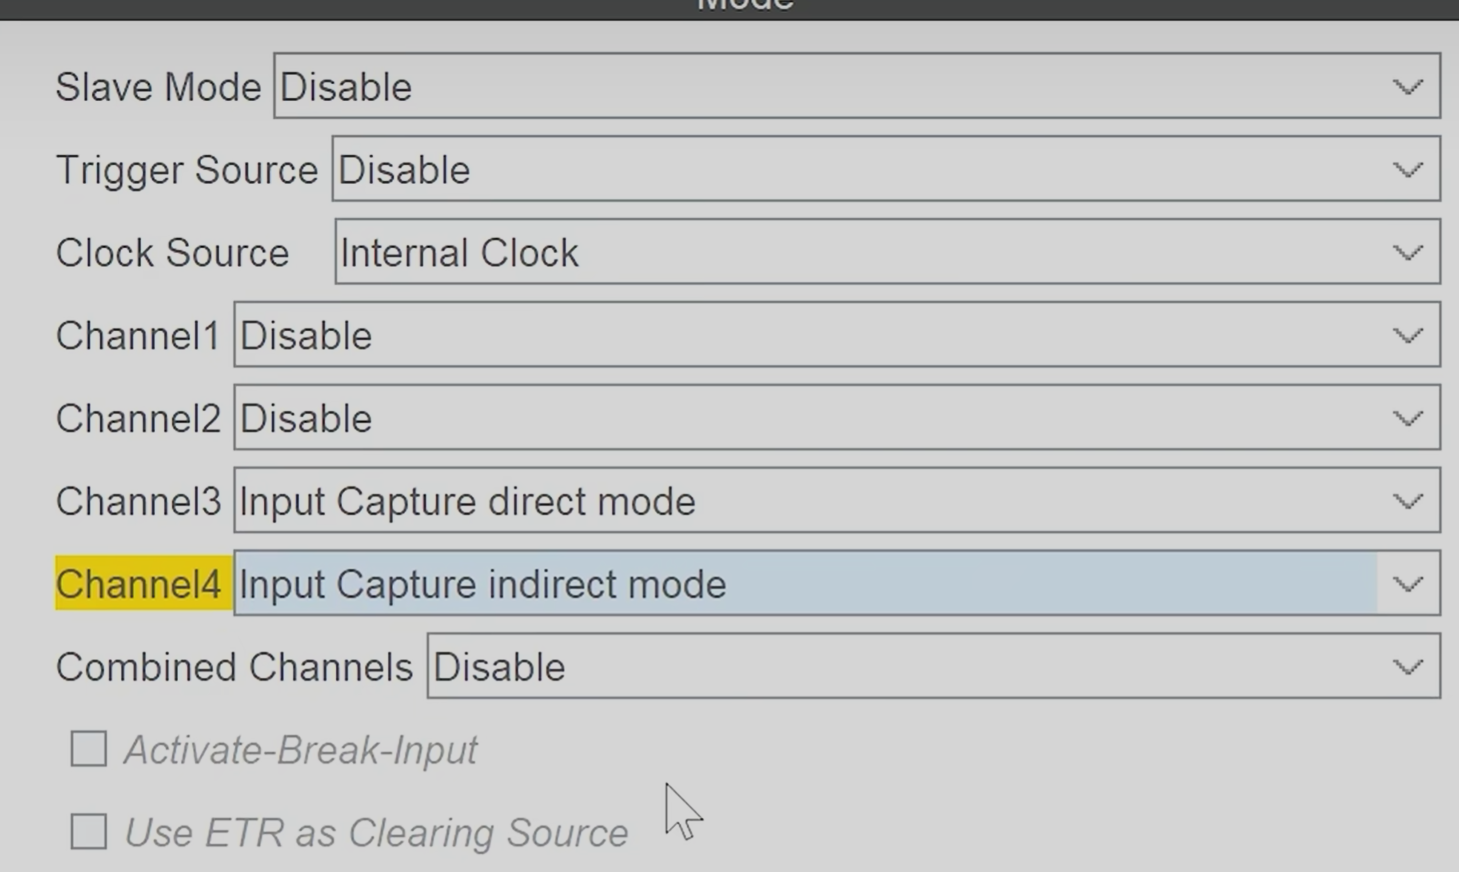 Mode
Slave Mode Disable
Trigger Source Disable
Clock Source Internal Clock
Channel1 Disable
Channel2 Disable
Channel3 Input Capture direct mode
Channel4 Input Capture indirect mode
Combined Channels Disable
Activate-Break-Input
Use ETR as Clearing Source